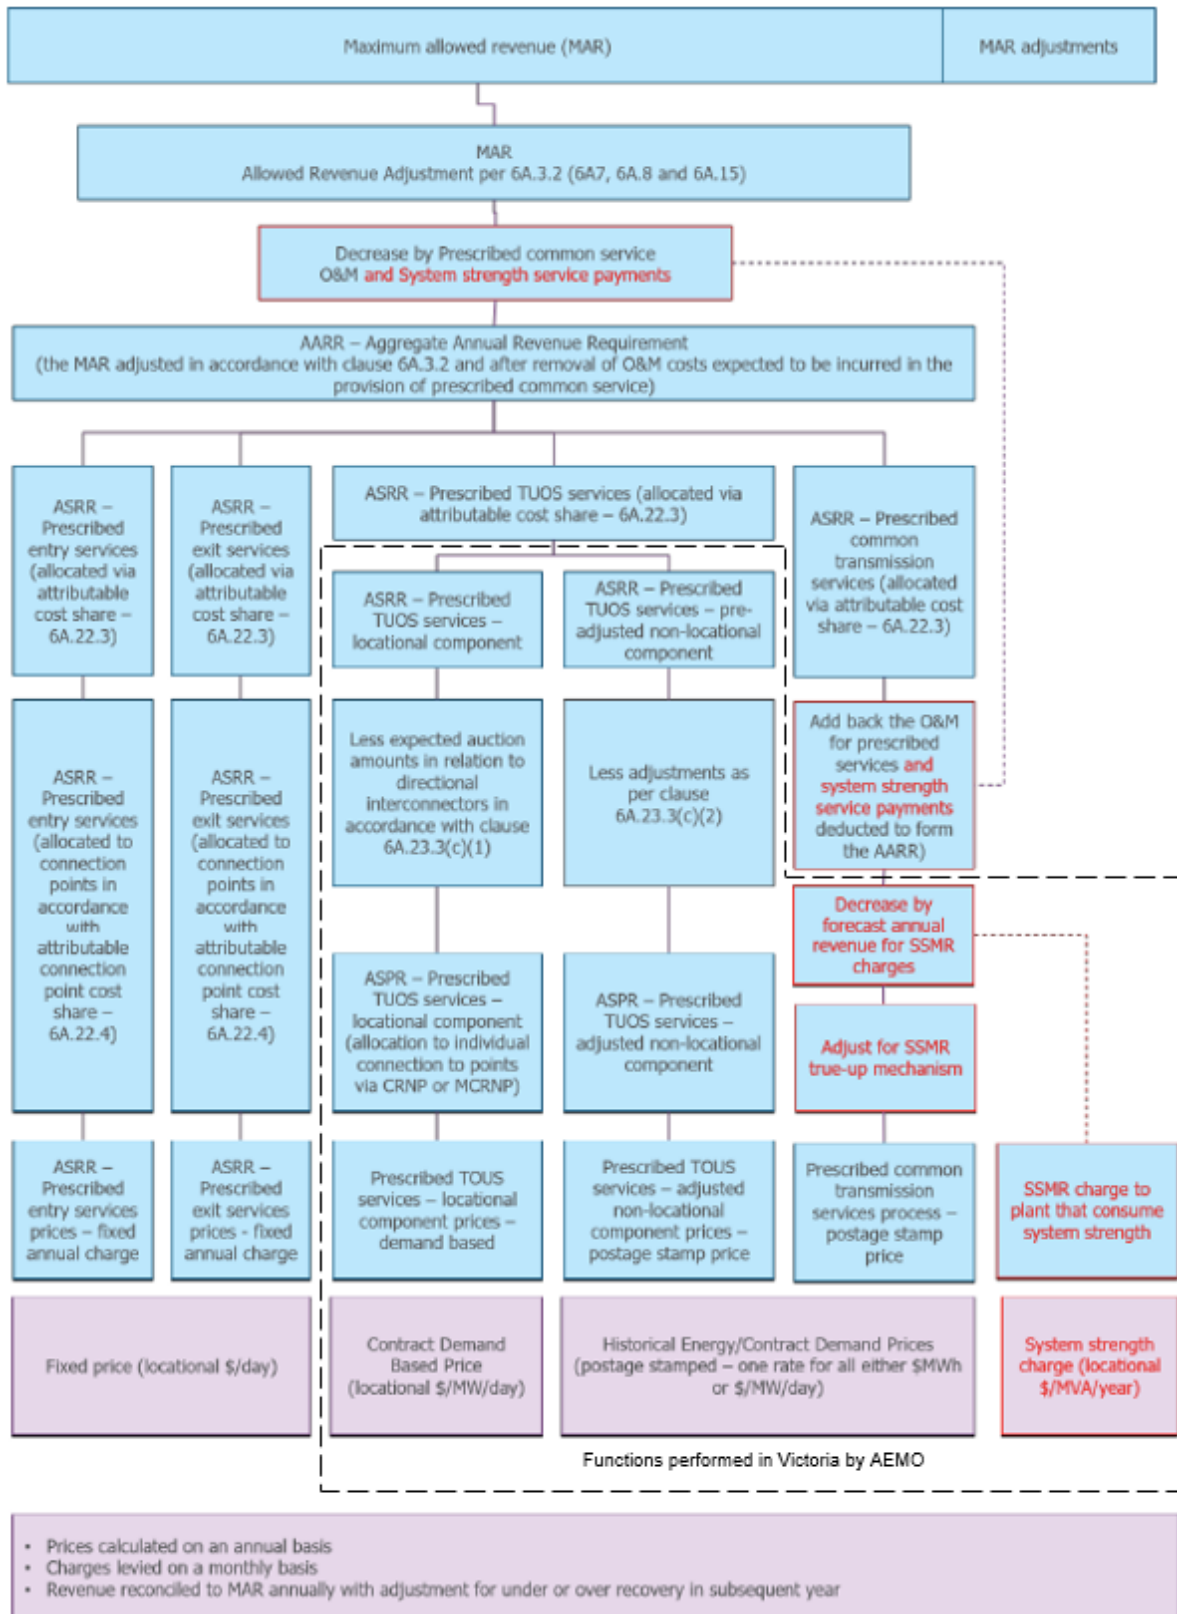 Maximum allowed revenue (MAR)
MAR adjustments
MAR
Allowed Revenue Adjustment per 6A.3.2 (6A7, 6A.8 and 6A.15)
Decrease by Prescribed common service
O&M and System strength service payments
AARR – Aggregate Annual Revenue Requirement
(the MAR adjusted in accordance with clause 6A.3.2 and after removal of O&M costs expected to be incurred in the
provision of prescribed common service)
ASRR –
Prescribed
entry services
(allocated via
attributable
cost share –
6A.22.3)
ASRR –
Prescribed
exit services
(allocated via
attributable
cost share –
6A.22.3)
ASRR – Prescribed TUOS services (allocated via
attributable cost share – 6A.22.3)
ASRR – Prescribed
common
transmission
services (allocated
via attributable cost
share – 6A.22.3)
ASRR – Prescribed
TUOS services –
locational component
ASRR – Prescribed
TUOS services – pre-
adjusted non-locational
component
ASRR –
Prescribed
entry services
(allocated to
connection
points in
accordance
with
attributable
connection
point cost
share –
6A.22.4)
ASRR –
Prescribed
exit services
(allocated to
connection
points in
accordance
with
attributable
connection
point cost
share –
6A.22.4)
Less expected auction
amounts in relation to
directional
interconnectors in
accordance with clause
6A.23.3(c)(1)
Less adjustments as
per clause
6A.23.3(c)(2)
Add back the O&M
for prescribed
services and
system strength
service payments
deducted to form
the AARR)
Decrease by
forecast annual
revenue for SSMR
charges
ASPR – Prescribed
TUOS services –
locational component
(allocation to individual
connection to points
via CRNP or MCRNP)
ASPR – Prescribed
TUOS services –
adjusted non-locational
component
Adjust for SSMR
true-up mechanism
ASRR –
Prescribed
entry services
prices – fixed
annual charge
ASRR –
Prescribed
exit services
prices - fixed
annual charge
Prescribed TOUS
services – locational
component prices –
demand based
Prescribed TOUS
services – adjusted
non-locational
component prices –
postage stamp price
Prescribed common
transmission
services process –
postage stamp
price
SSMR charge to
plant that consume
system strength
Fixed price (locational $/day)
Contract Demand
Based Price
(locational $/MW/day)
Historical Energy/Contract Demand Prices
(postage stamped – one rate for all either $MWh
or $/MW/day)
System strength
charge (locational
$/MVA/year)
Functions performed in Victoria by AEMO
• Prices calculated on an annual basis
• Charges levied on a monthly basis
• Revenue reconciled to MAR annually with adjustment for under or over recovery in subsequent year